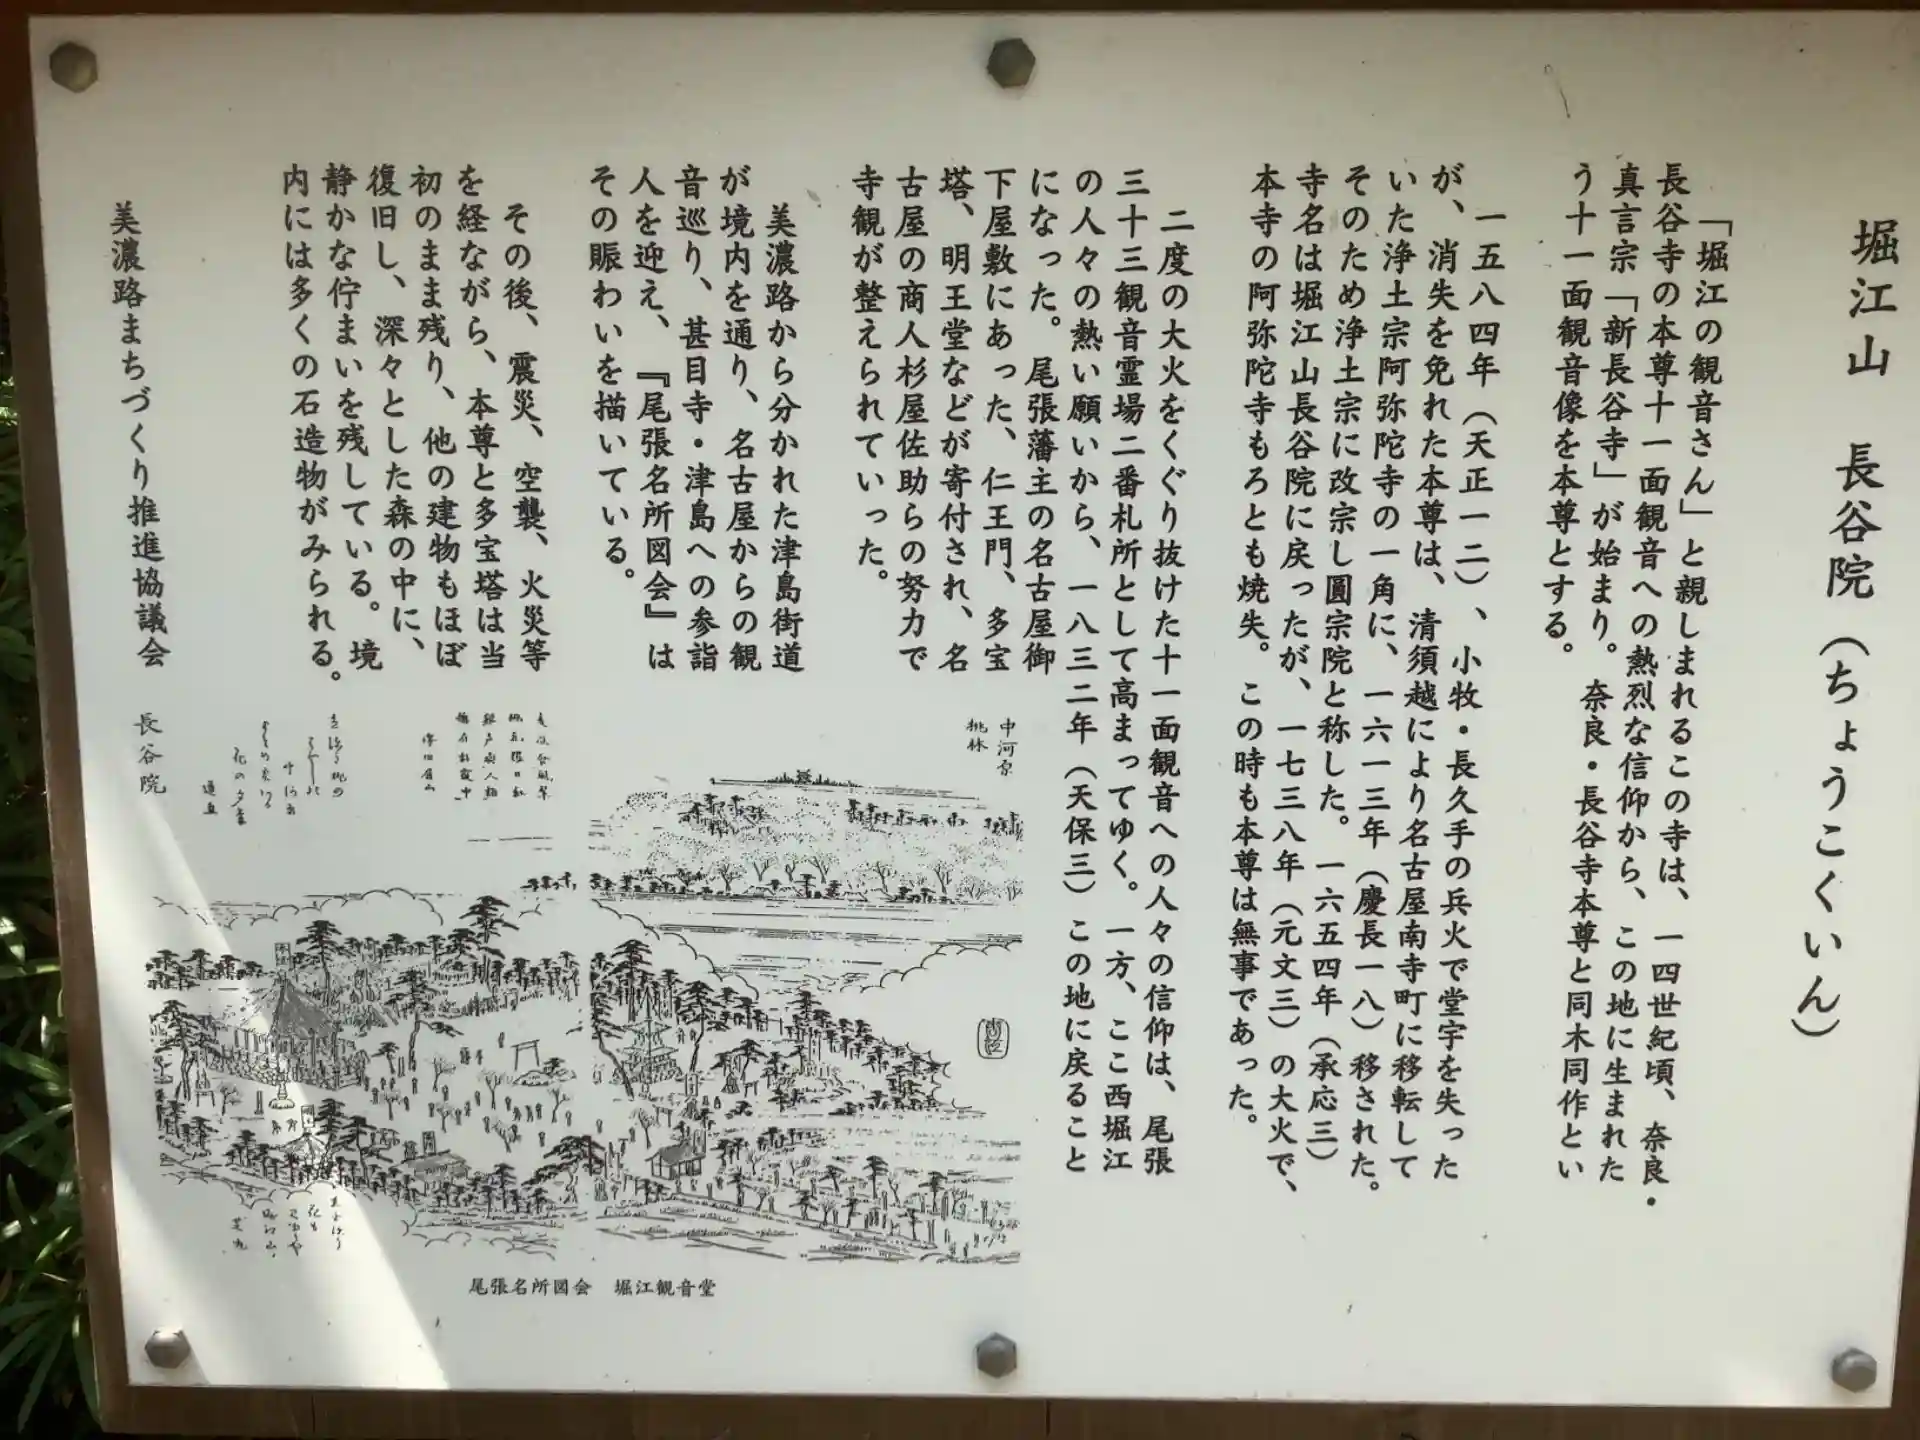 堀江山　長谷院（ちょうこくいん）
「堀江の観音さん」と親しまれるこの寺は、一四世紀頃、奈良・
長谷寺の本尊十一面観音への熱烈な信仰から、この地に生まれた
真言宗「新長谷寺」が始まり。奈良・長谷寺本尊と同木同作とい
う十一面観音像を本尊とする。
一五八四年（天正一二）、小牧・長久手の兵火で堂宇を失った
が、消失を免れた本尊は、清須越により名古屋南寺町に移転して
いた浄土宗阿弥陀寺の一角に、一六一三年（慶長一八）移された。
そのため浄土宗に改宗し圓宗院と称した。一六五四年（承応三）
寺名は堀江山長谷院に戻ったが、一七三八年（元文三）の大火で、
本寺の阿弥陀寺もろとも焼失。この時も本尊は無事であった。
二度の大火をくぐり抜けた十一面観音への人々の信仰は、尾張
三十三観音霊場二番札所として高まってゆく。一方、ここ西堀江
の人々の熱い願いから、一八三二年（天保三）この地に戻ること
になった。尾張藩主の名古屋御
下屋敷にあった、仁王門、多宝
塔、明王堂などが寄付され、名
古屋の商人杉屋佐助らの努力で
寺観が整えられていった。
美濃路から分かれた津島街道
が境内を通り、名古屋からの観
音巡り、甚目寺・津島への参詣
人を迎え、『尾張名所図会』は
その賑わいを描いている。
その後、震災、空襲、火災等
を経ながら、本尊と多宝塔は当
初のまま残り、他の建物もほぼ
復旧し、深々とした森の中に、
静かな佇まいを残している。境
内には多くの石造物がみられる。
美濃路まちづくり推進協議会　長谷院
中河原
桃林
尾張名所図会　堀江観音堂